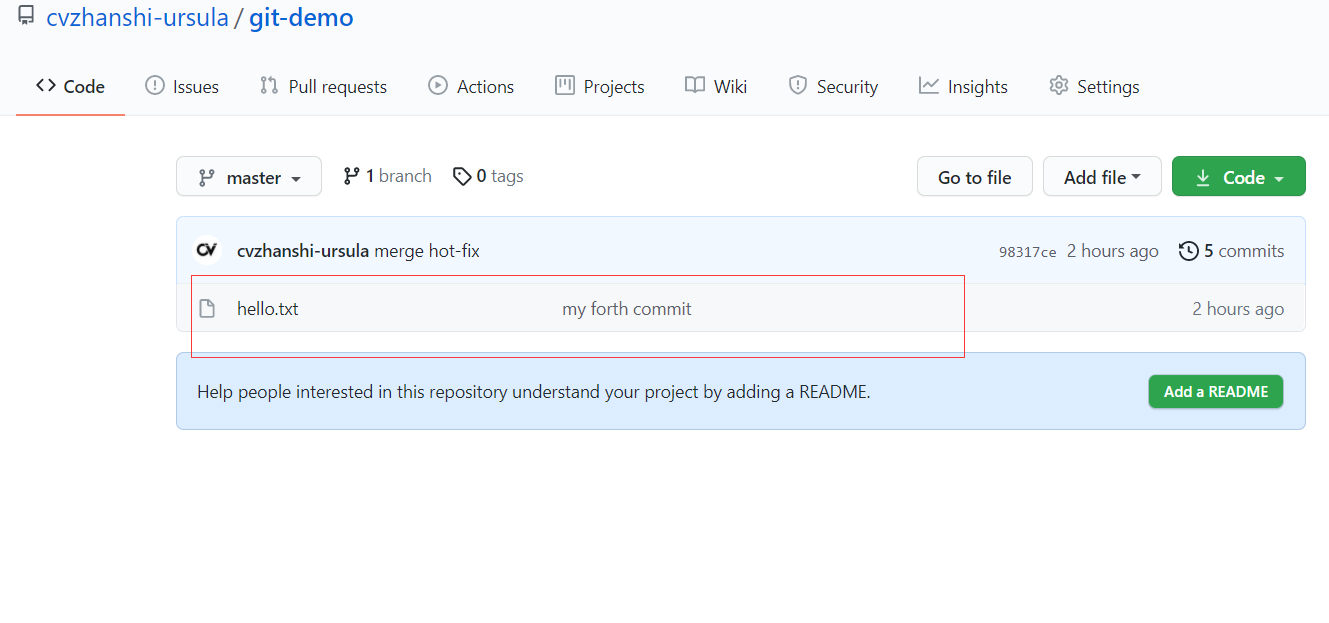 cvzhanshi-ursula / git-demo
Code Issues Pull requests Actions Projects Wiki Security Insights Settings
master 1 branch 0 tags Go to file Add file Code
CV cvzhanshi-ursula merge hot-fix 98317ce 2 hours ago 5 commits
hello.txt my forth commit 2 hours ago
Help people interested in this repository understand your project by adding a README. Add a README